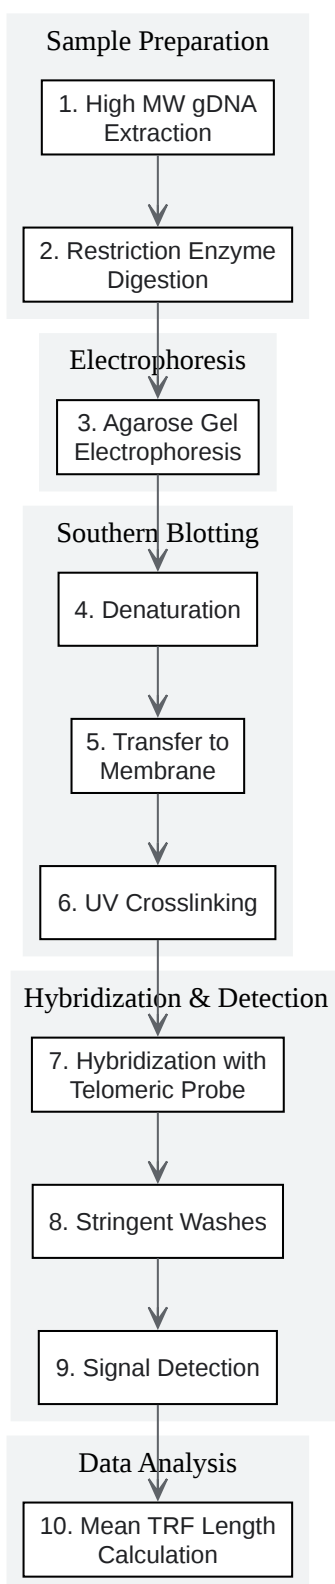 Sample Preparation
1. High MW gDNA
Extraction
2. Restriction Enzyme
Digestion
Electrophoresis
3. Agarose Gel
Electrophoresis
Southern Blotting
4. Denaturation
5. Transfer to
Membrane
6. UV Crosslinking
Hybridization & Detection
7. Hybridization with
Telomeric Probe
8. Stringent Washes
9. Signal Detection
Data Analysis
10. Mean TRF Length
Calculation